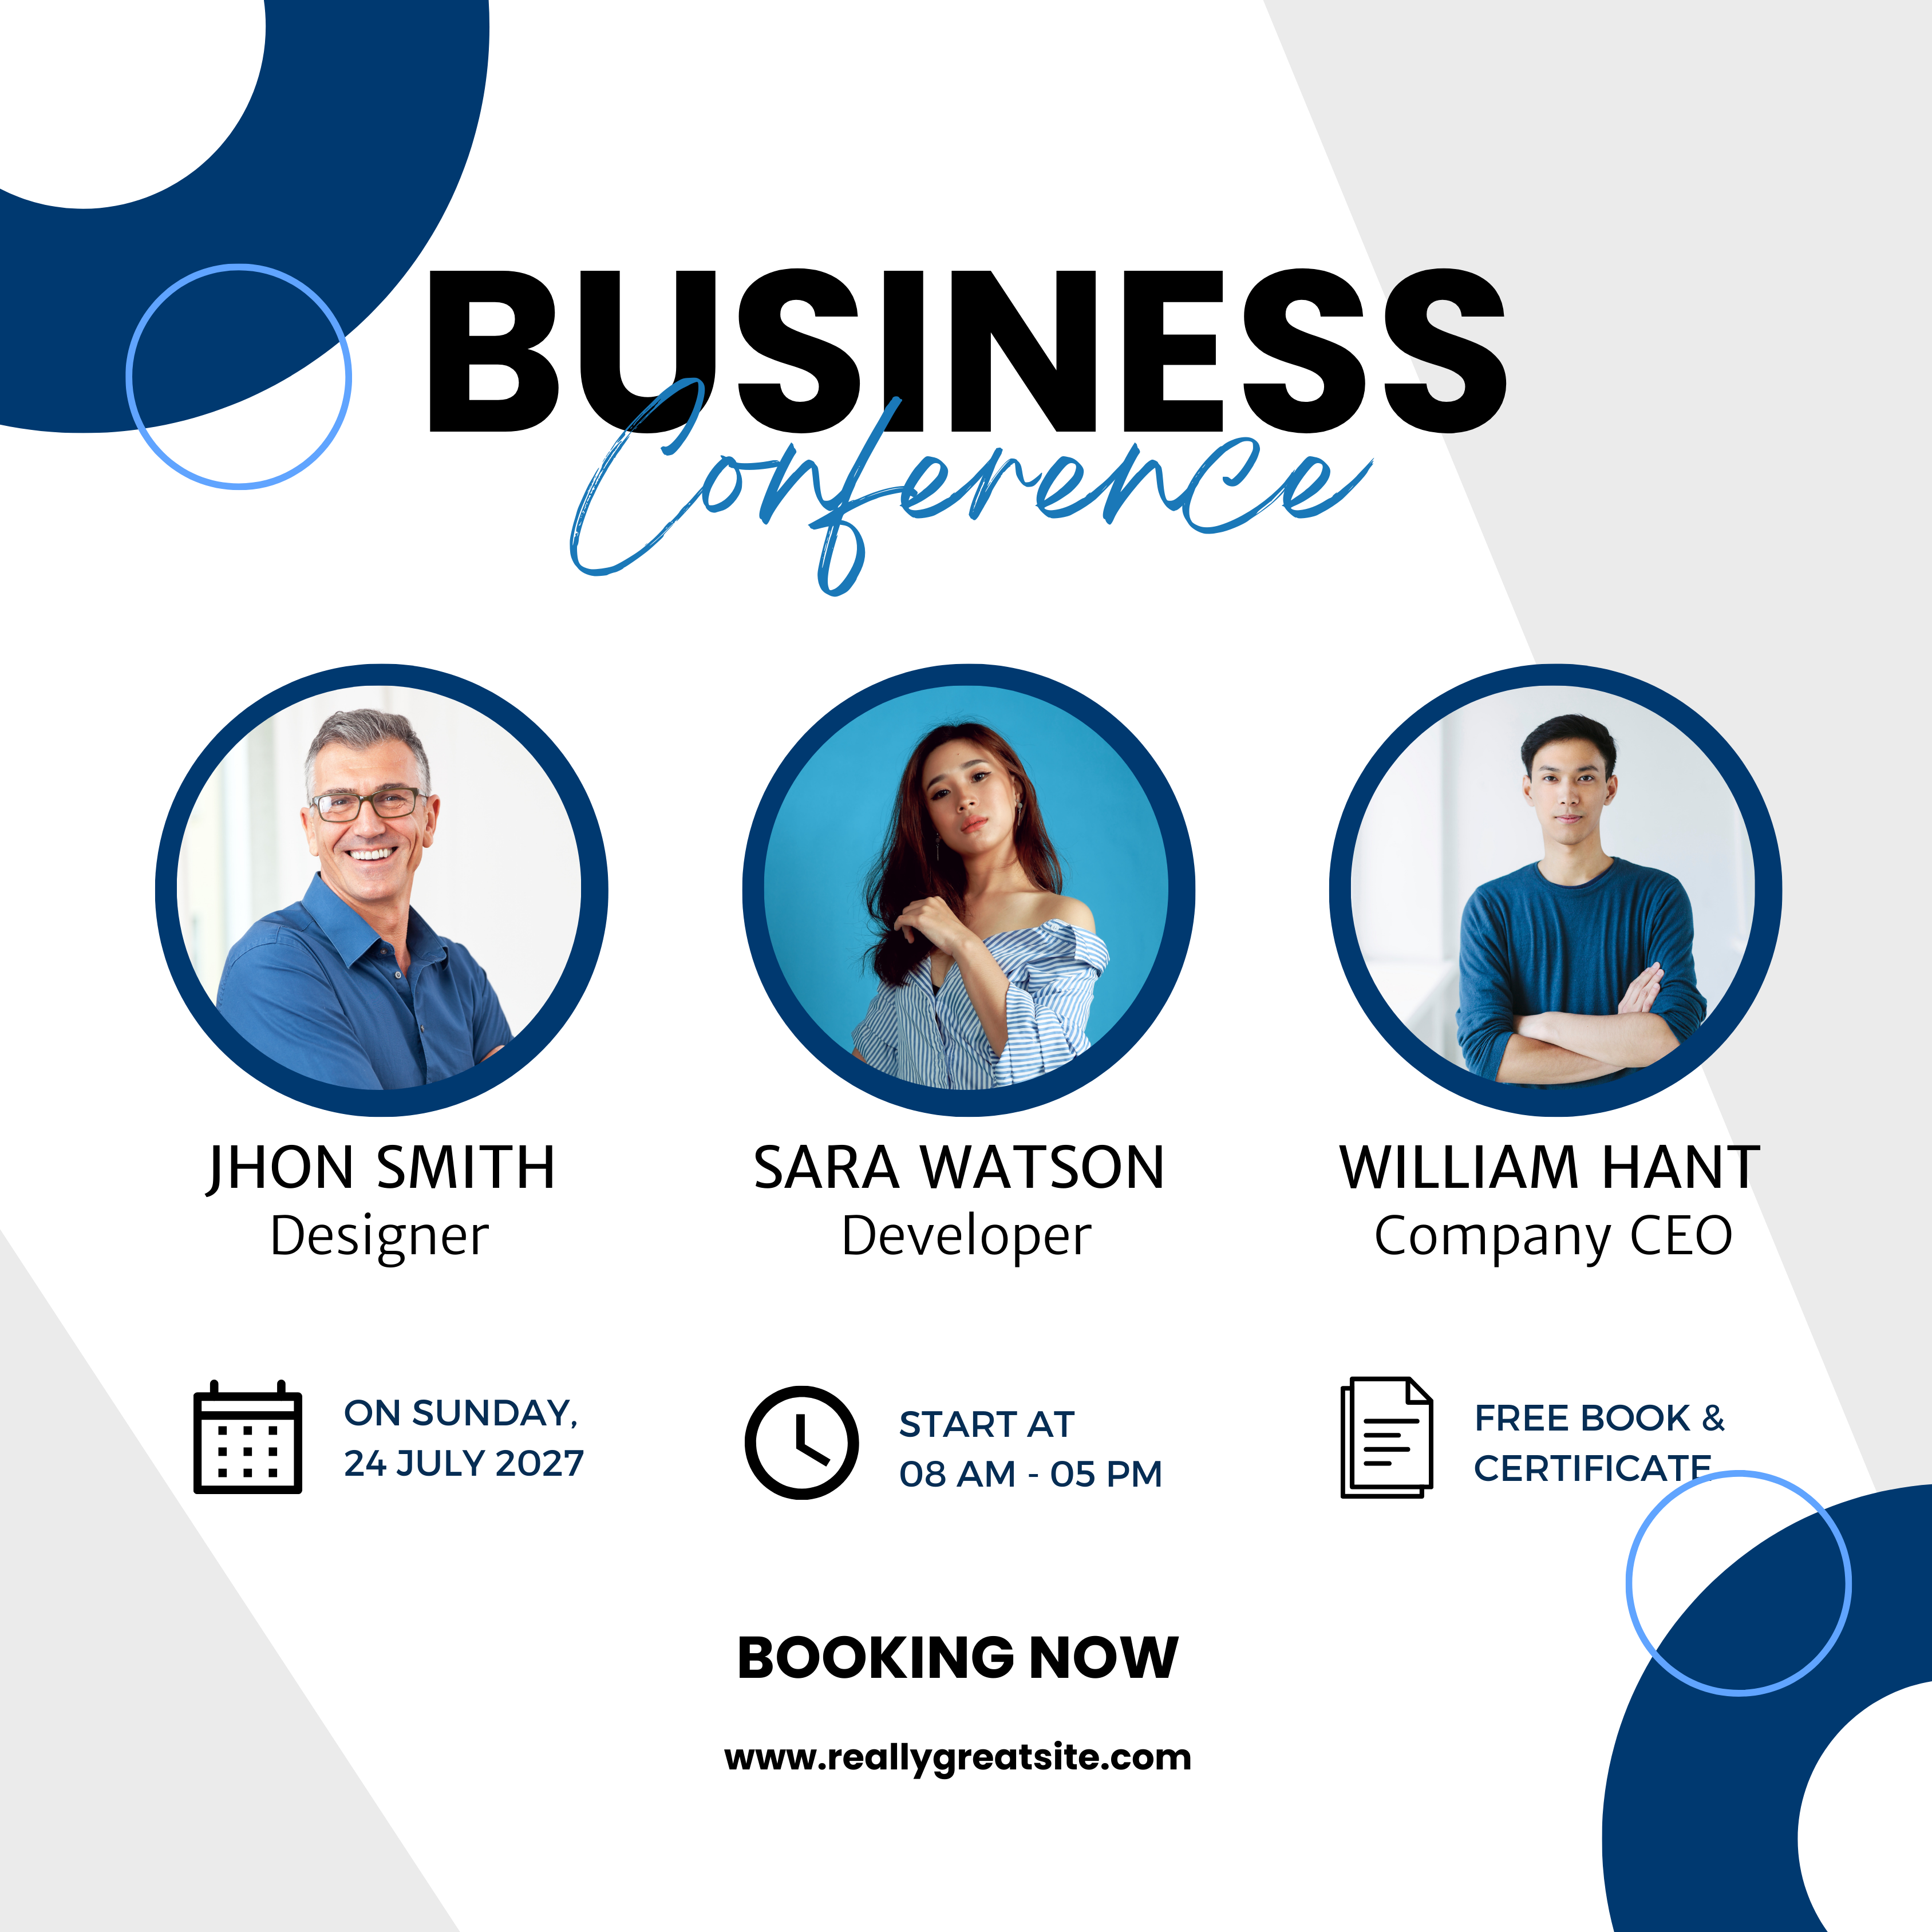 BUSINESS
Conference
JHON SMITH
Designer
SARA WATSON
Developer
WILLIAM HANT
Company CEO
ON SUNDAY,
24 JULY 2027
START AT
08 AM - 05 PM
FREE BOOK &
CERTIFICATE
BOOKING NOW
www.reallygreatsite.com